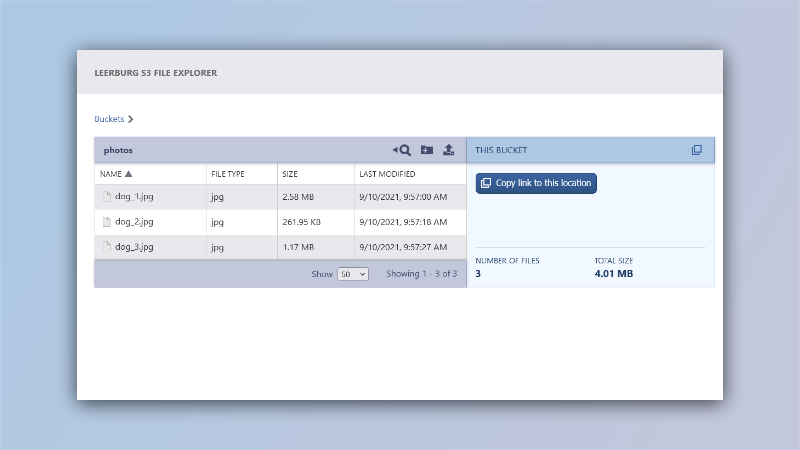 LEERBURG S3 FILE EXPLORER
Buckets
photos
NAME FILE TYPE SIZE LAST MODIFIED
dog_1.jpg jpg 2.58 MB 9/10/2021, 9:57:00 AM
dog_2.jpg jpg 261.95 KB 9/10/2021, 9:57:18 AM
dog_3.jpg jpg 1.17 MB 9/10/2021, 9:57:27 AM
Show 50 Showing 1 - 3 of 3
THIS BUCKET
Copy link to this location
NUMBER OF FILES TOTAL SIZE
3 4.01 MB